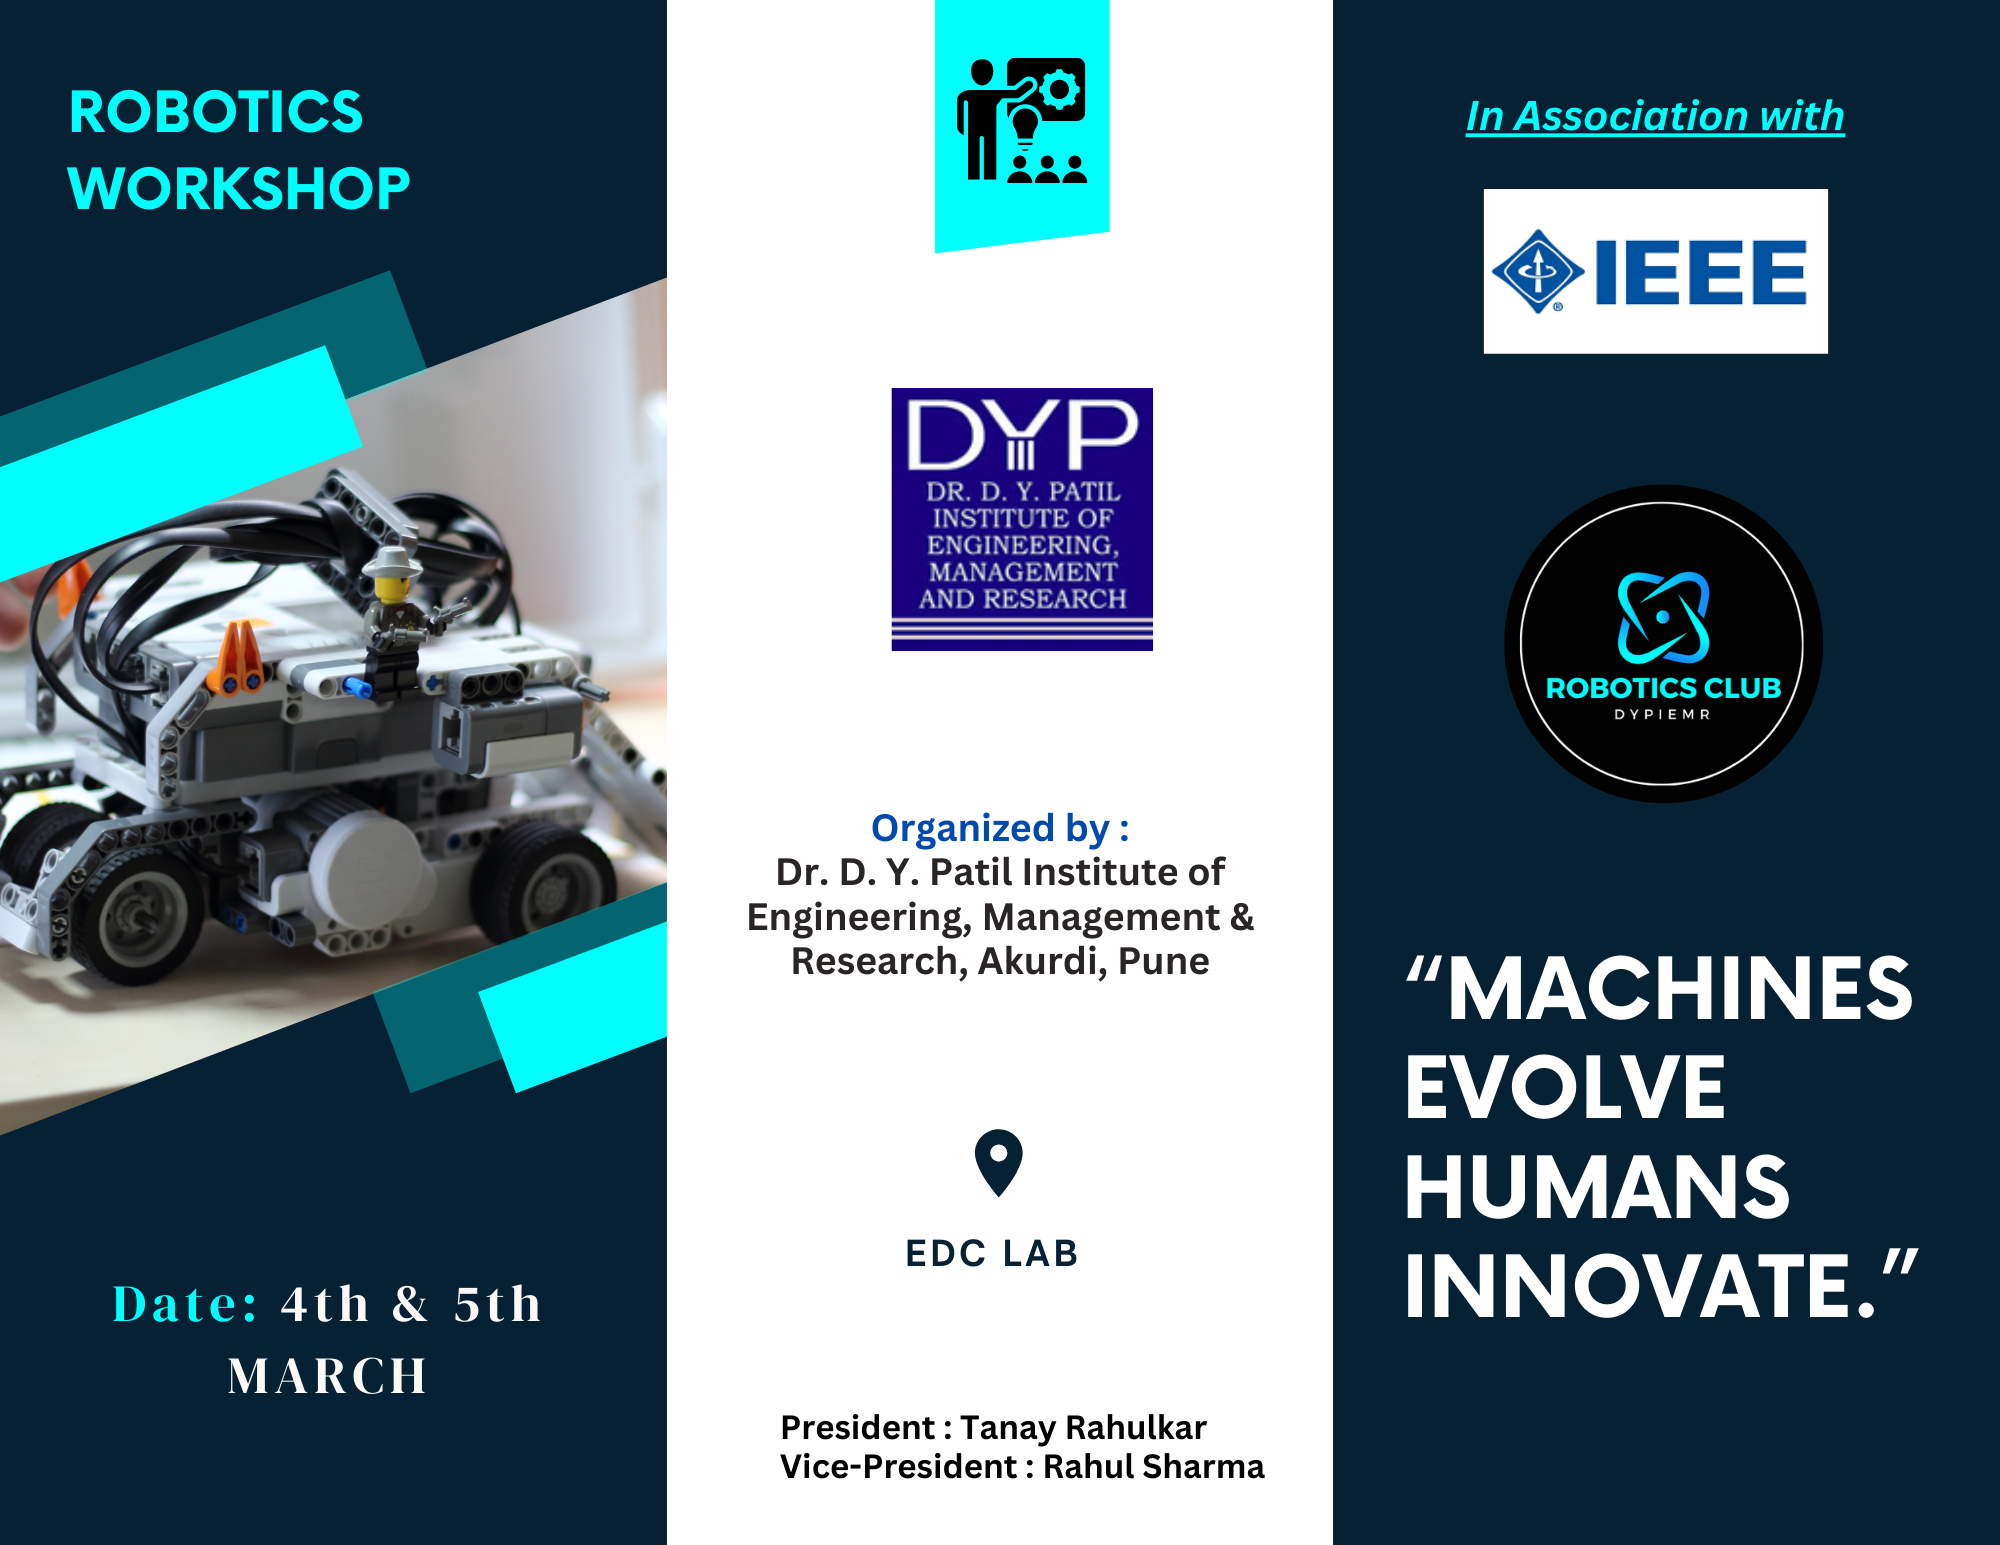 ROBOTICS
WORKSHOP
Date: 4th & 5th
MARCH
DYP
DR. D. Y. PATIL
INSTITUTE OF
ENGINEERING,
MANAGEMENT
AND RESEARCH
Organized by :
Dr. D. Y. Patil Institute of
Engineering, Management &
Research, Akurdi, Pune
EDC LAB
President : Tanay Rahulkar
Vice-President : Rahul Sharma
In Association with
IEEE
®
ROBOTICS CLUB
DYPIEMR
“MACHINES
EVOLVE
HUMANS
INNOVATE.”